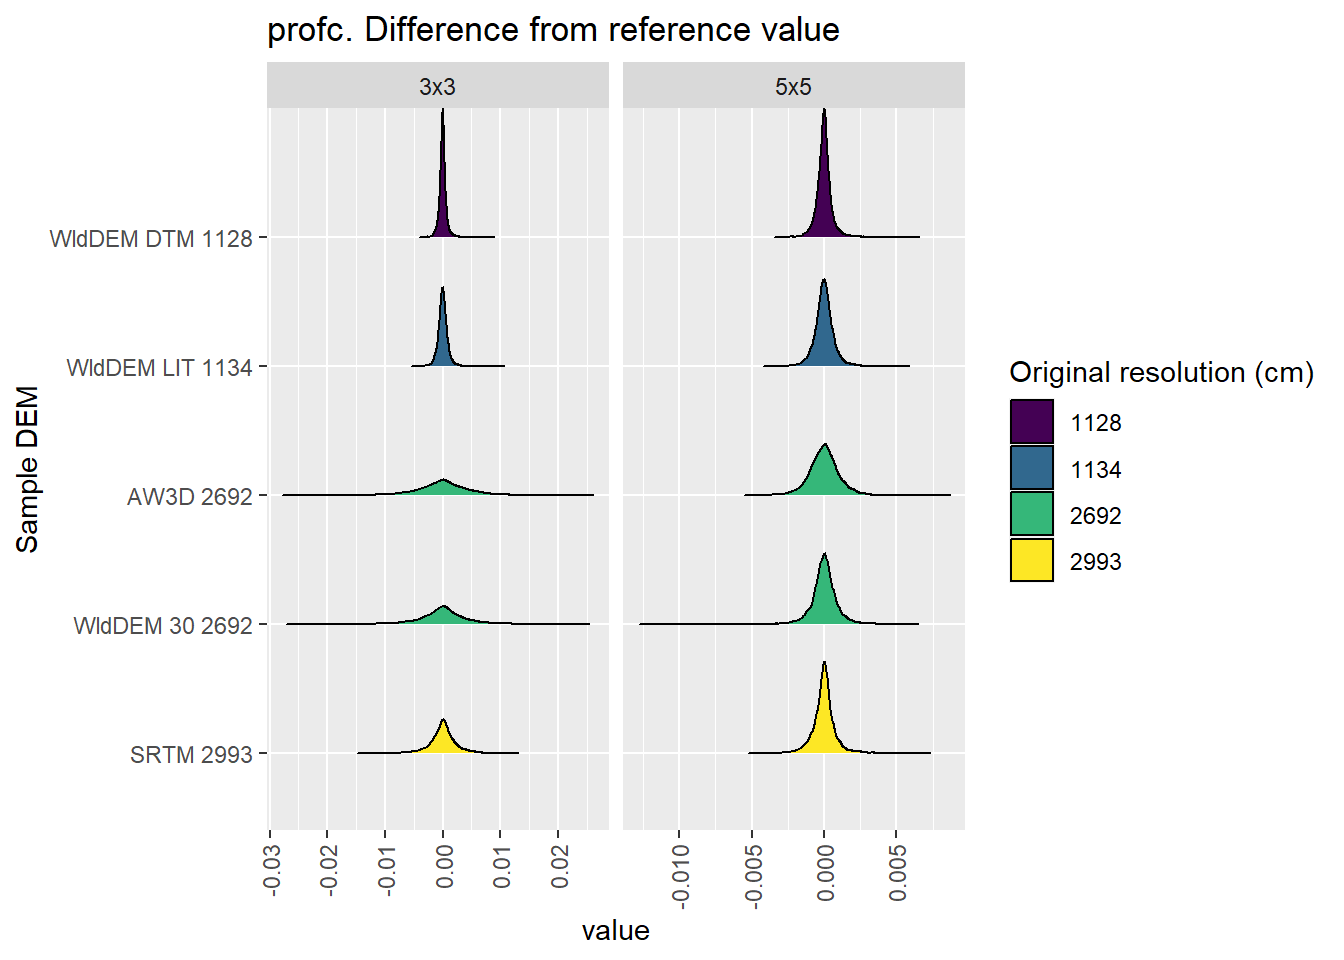 profc. Difference from reference value
3x3
5x5
WldDEM DTM 1128
WldDEM LIT 1134
AW3D 2692
WldDEM 30 2692
SRTM 2993
Sample DEM
-0.03
-0.02
-0.01
0.00
0.01
0.02
-0.010
-0.005
0.000
0.005
value
Original resolution (cm)
1128
1134
2692
2993